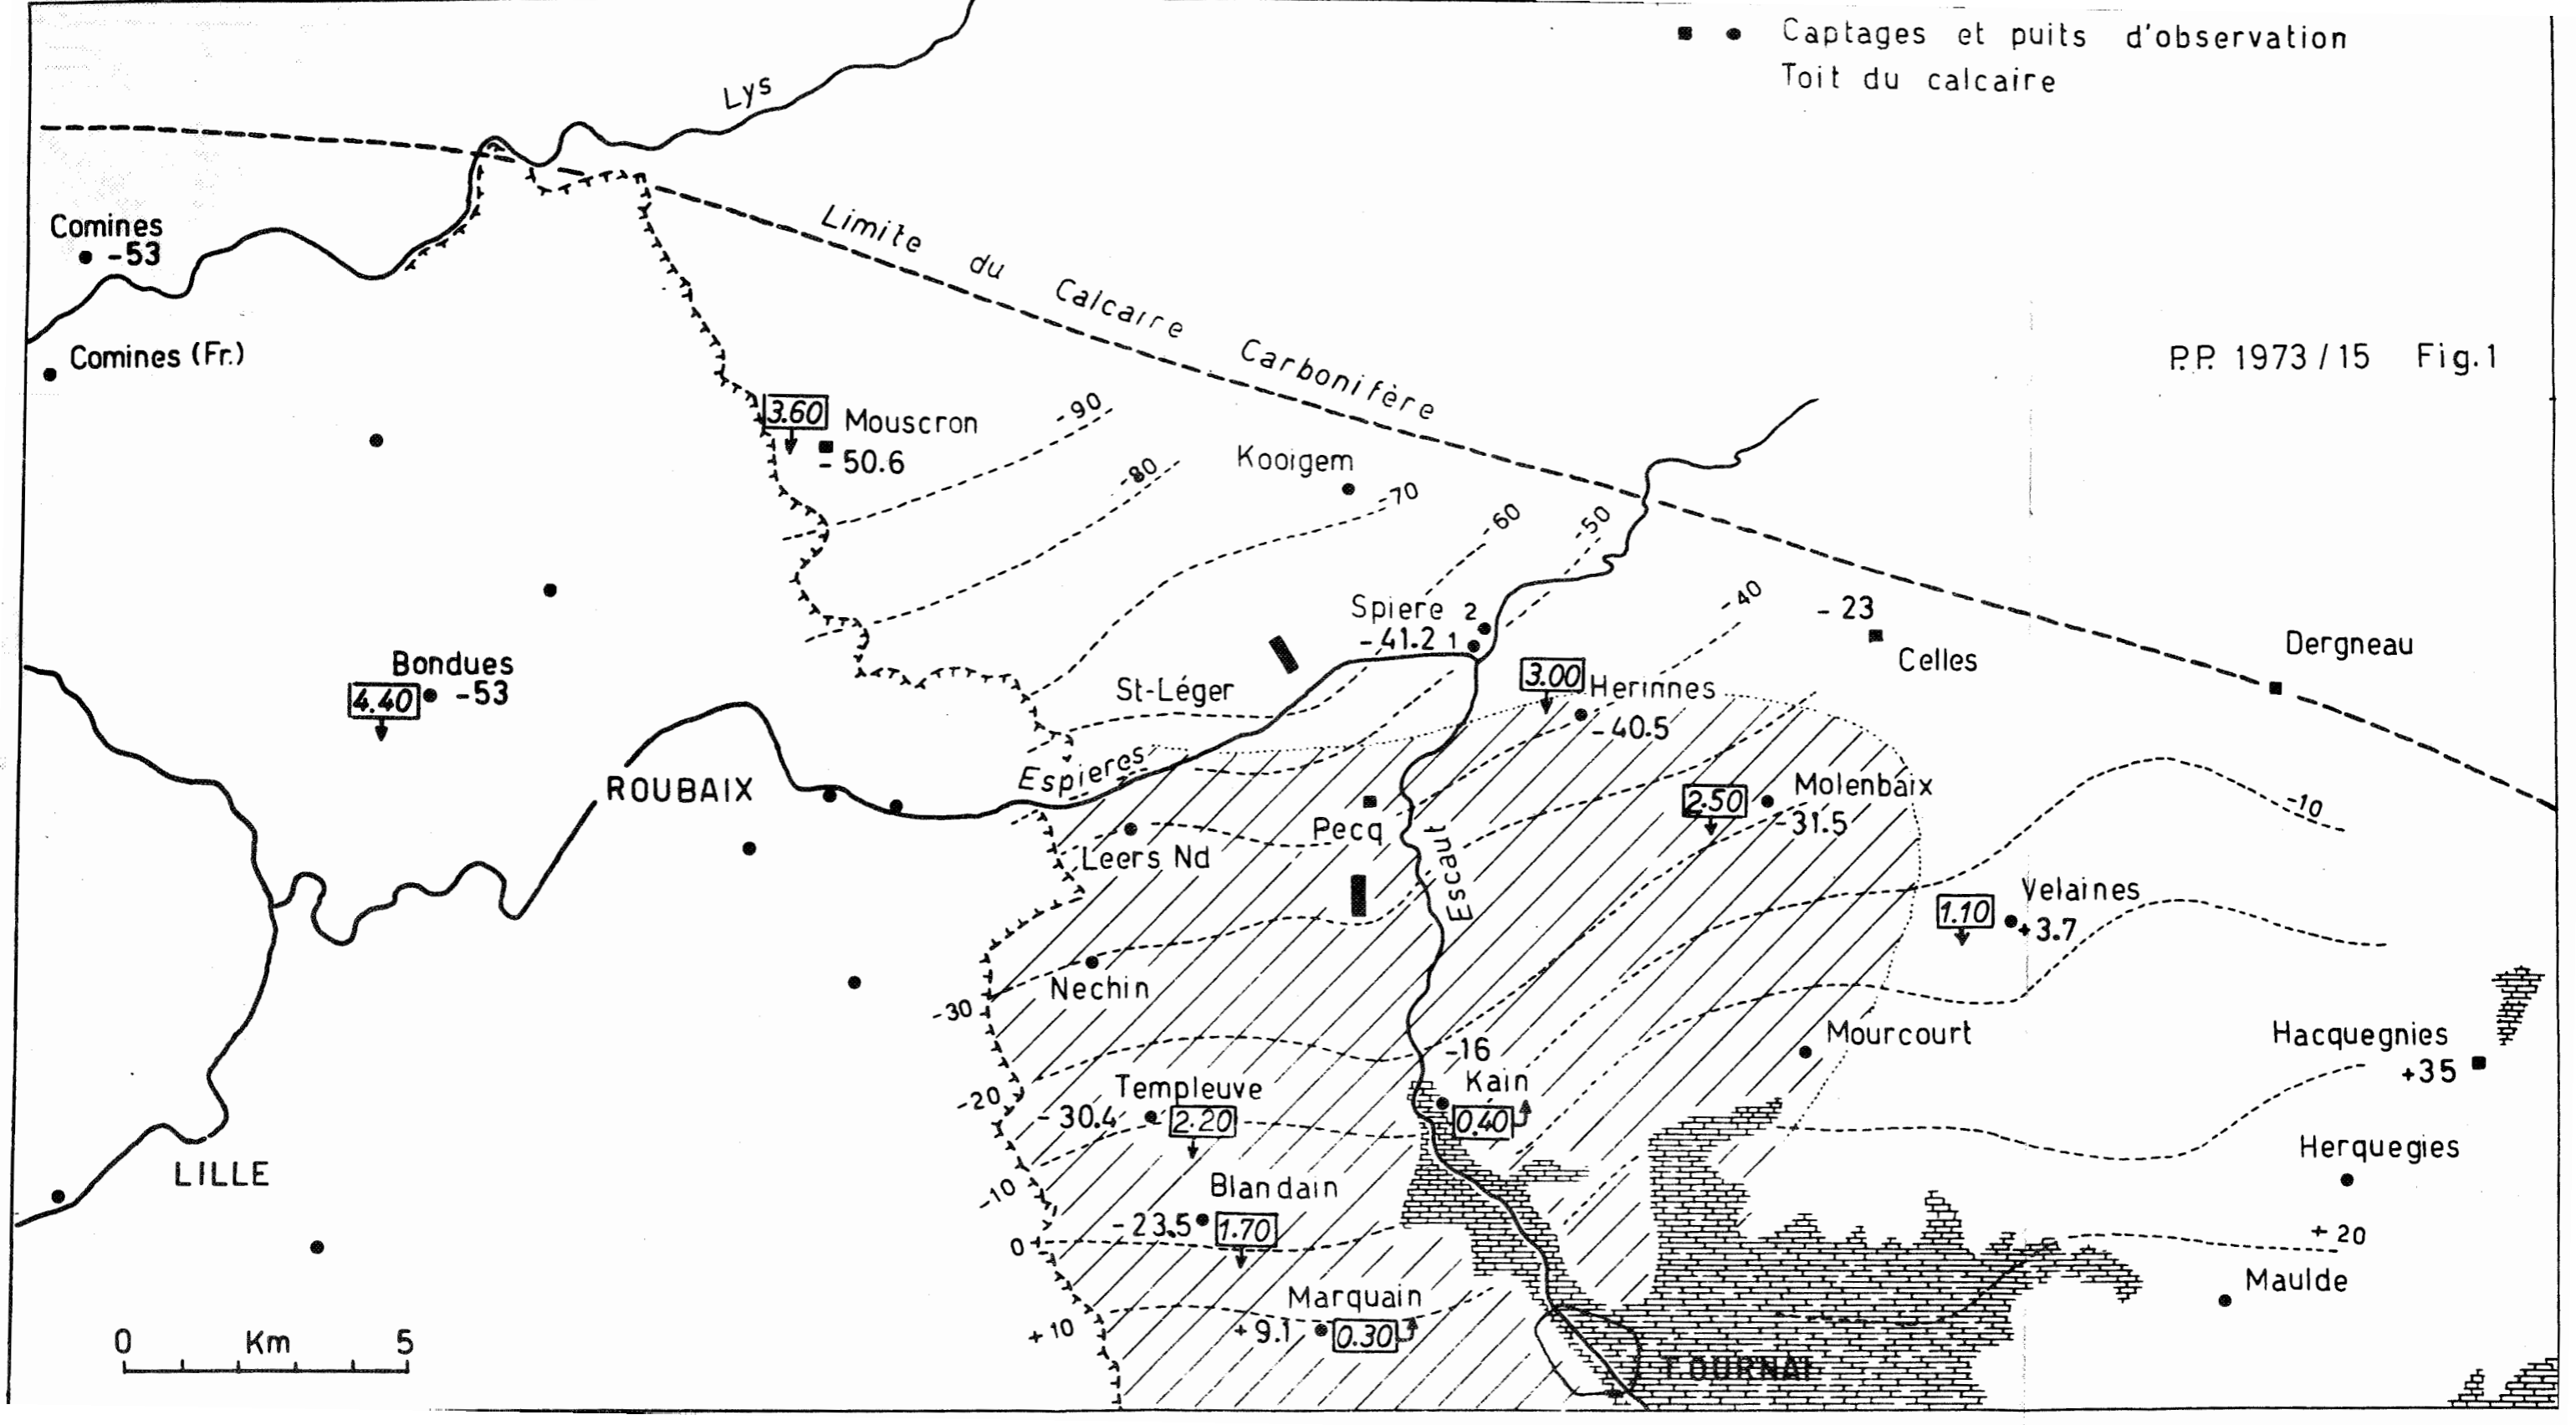 Captages et puits d'observation
Toit du calcaire
Lys
Comines
-53
Limite du Calcaire Carbonifère
Comines (Fr.)
P.P. 1973/15 Fig.1
3.60
Mouscron
- 50.6
-90
-80
Kooigem
-70
-60
-50
-40
Spiere 2
-41.2 1
- 23
Celles
Dergneau
Bondues
4.40
-53
St-Léger
3.00
Herinnes
-40.5
Espieres
ROUBAIX
Pecq
Leers Nd
Escaut
2.50
Molenbaix
-31.5
-10
Velaines
1.10
+3.7
Nechin
-30
-16
Kain
0.40
Mourcourt
Hacquegnies
+35
-20
Templeuve
- 30.4
2.20
LILLE
-10
Blandain
-23.5
1.70
0
Herquegies
+ 20
Maulde
Marquain
+9.1
0.30
+10
TOURNAI
0 Km 5